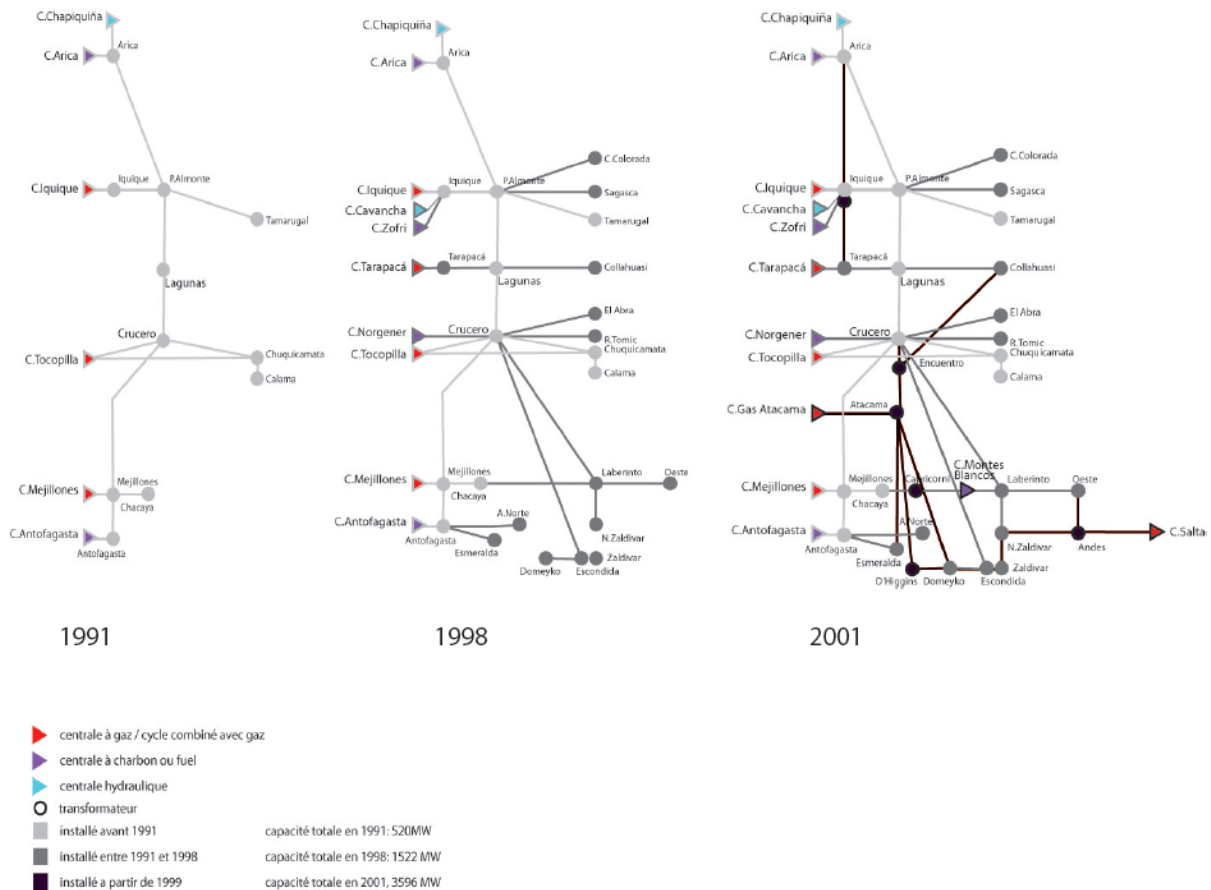 C.Chapiquiña
C.Arica
Arica
C.Iquique
Iquique
P.Almonte
Tamarugal
Lagunas
Crucero
C.Tocopilla
Chuquicamata
Calama
C.Mejillones
Mejillones
Chacaya
C.Antofagasta
Antofagasta
1991
C.Chapiquiña
C.Arica
Arica
C.Colorada
C.Iquique
Iquique
P.Almonte
Sagasca
C.Cavancha
C.Zofri
Tamarugal
C.Tarapacá
Tarapacá
Collahuasi
Lagunas
El Abra
C.Norgener
Crucero
R.Tomic
C.Tocopilla
Chuquicamata
Calama
C.Mejillones
Mejillones
Chacaya
Laberinto
Oeste
C.Antofagasta
Antofagasta
A.Norte
Esmeralda
N.Zaldivar
Domeyko
Escondida
Zaldivar
1998
C.Chapiquiña
C.Arica
Arica
C.Colorada
C.Iquique
Iquique
P.Almonte
Sagasca
C.Cavancha
C.Zofri
Tamarugal
C.Tarapacá
Tarapacá
Collahuasi
Lagunas
El Abra
C.Norgener
Crucero
R.Tomic
C.Tocopilla
Chuquicamata
Encuentro
Calama
C.Gas Atacama
Atacama
C.Mejillones
Mejillones
Chacaya
Capricorni
C.Montes
Blancos
Laberinto
Oeste
C.Antofagasta
Antofagasta
A.Norte
Esmeralda
N.Zaldivar
Andes
C.Salta
O'Higgins
Domeyko
Escondida
Zaldivar
2001
centrale à gaz / cycle combiné avec gaz
centrale à charbon ou fuel
centrale hydraulique
transformateur
installé avant 1991 capacité totale en 1991: 520MW
installé entre 1991 et 1998 capacité totale en 1998: 1522 MW
installé a partir de 1999 capacité totale en 2001, 3596 MW